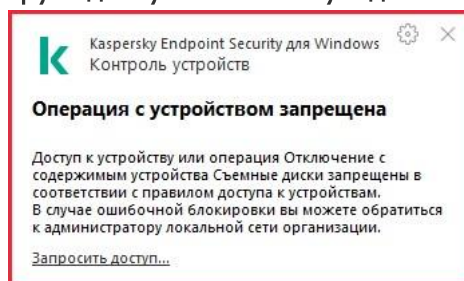 Kaspersky Endpoint Security для Windows
Контроль устройств
Операция с устройством запрещена
Доступ к устройству или операция Отключение с
содержимым устройства Съемные диски запрещены в
соответствии с правилом доступа к устройствам.
В случае ошибочной блокировки вы можете обратиться
к администратору локальной сети организации.
Запросить доступ...